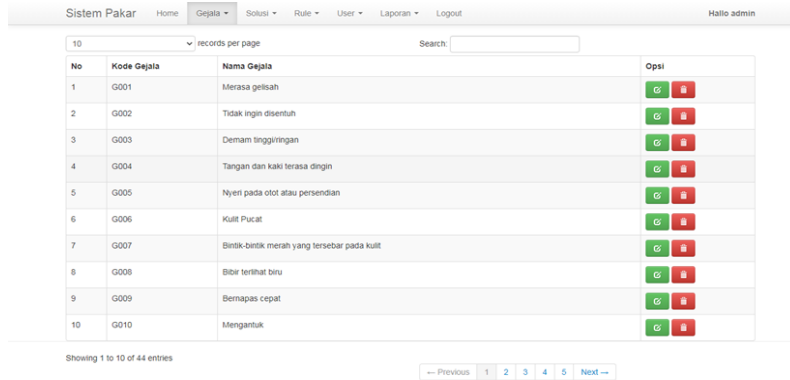 Sistem Pakar Home Gejala Solusi Rule User Laporan Logout Hallo admin
10 records per page Search:
No Kode Gejala Nama Gejala Opsi
1 G001 Merasa gelisah
2 G002 Tidak ingin disentuh
3 G003 Demam tinggi/ringan
4 G004 Tangan dan kaki terasa dingin
5 G005 Nyeri pada otot atau persendian
6 G006 Kulit Pucat
7 G007 Bintik-bintik merah yang tersebar pada kulit
8 G008 Bibir terlihat biru
9 G009 Bernapas cepat
10 G010 Mengantuk
Showing 1 to 10 of 44 entries
← Previous 1 2 3 4 5 Next →